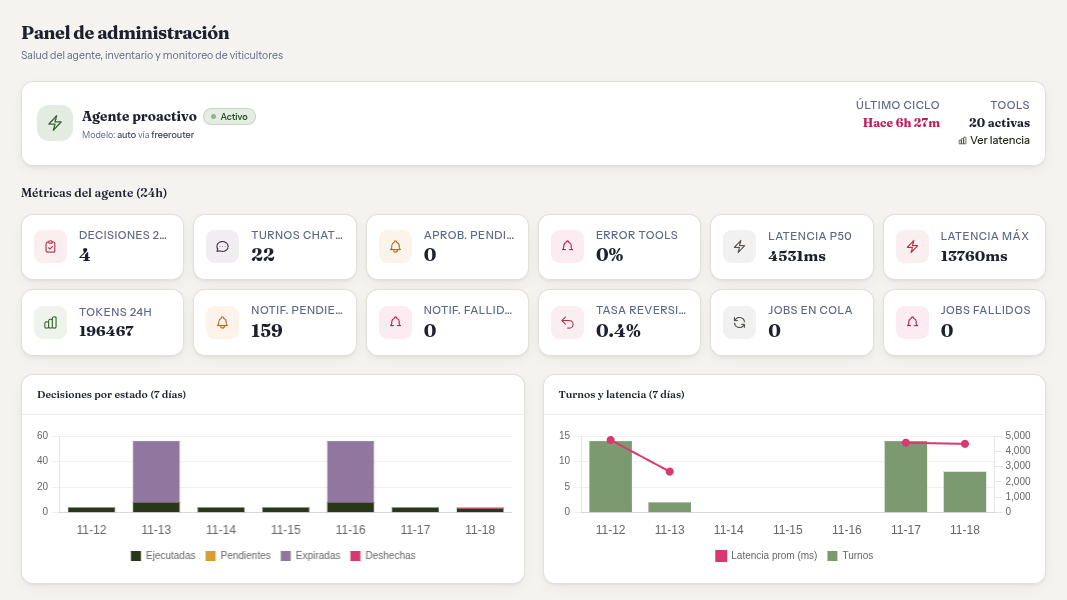 Panel de administración
Salud del agente, inventario y monitoreo de viticultores
Agente proactivo
Activo
Modelo: auto vía freerouter
ÚLTIMO CICLO
Hace 6h 27m
TOOLS
20 activas
Ver latencia
Métricas del agente (24h)
DECISIONES 2…
4
TURNOS CHAT…
22
APROB. PENDI…
0
ERROR TOOLS
0%
LATENCIA P50
4531ms
LATENCIA MÁX
13760ms
TOKENS 24H
196467
NOTIF. PENDIE…
159
NOTIF. FALLID…
0
TASA REVERSI…
0.4%
JOBS EN COLA
0
JOBS FALLIDOS
0
Decisiones por estado (7 días)
60
40
20
0
11-12 11-13 11-14 11-15 11-16 11-17 11-18
Ejecutadas Pendientes Expiradas Deshechas
Turnos y latencia (7 días)
15
10
5
0
5,000
4,000
3,000
2,000
1,000
0
11-12 11-13 11-14 11-15 11-16 11-17 11-18
Latencia prom (ms) Turnos